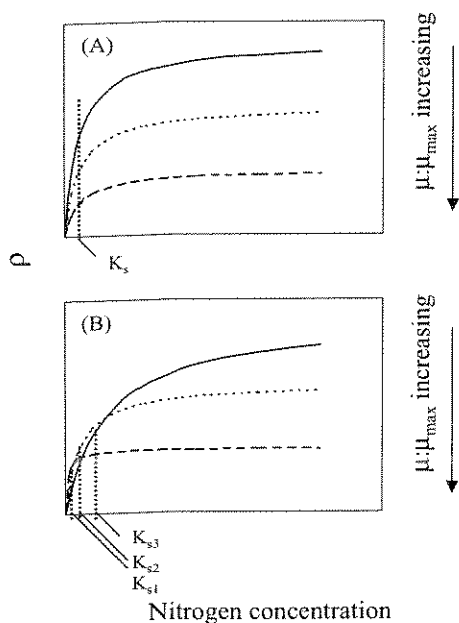 (A)
μ:μmax increasing
Ks
ρ
(B)
μ:μmax increasing
Ks3
Ks2
Ks1
Nitrogen concentration